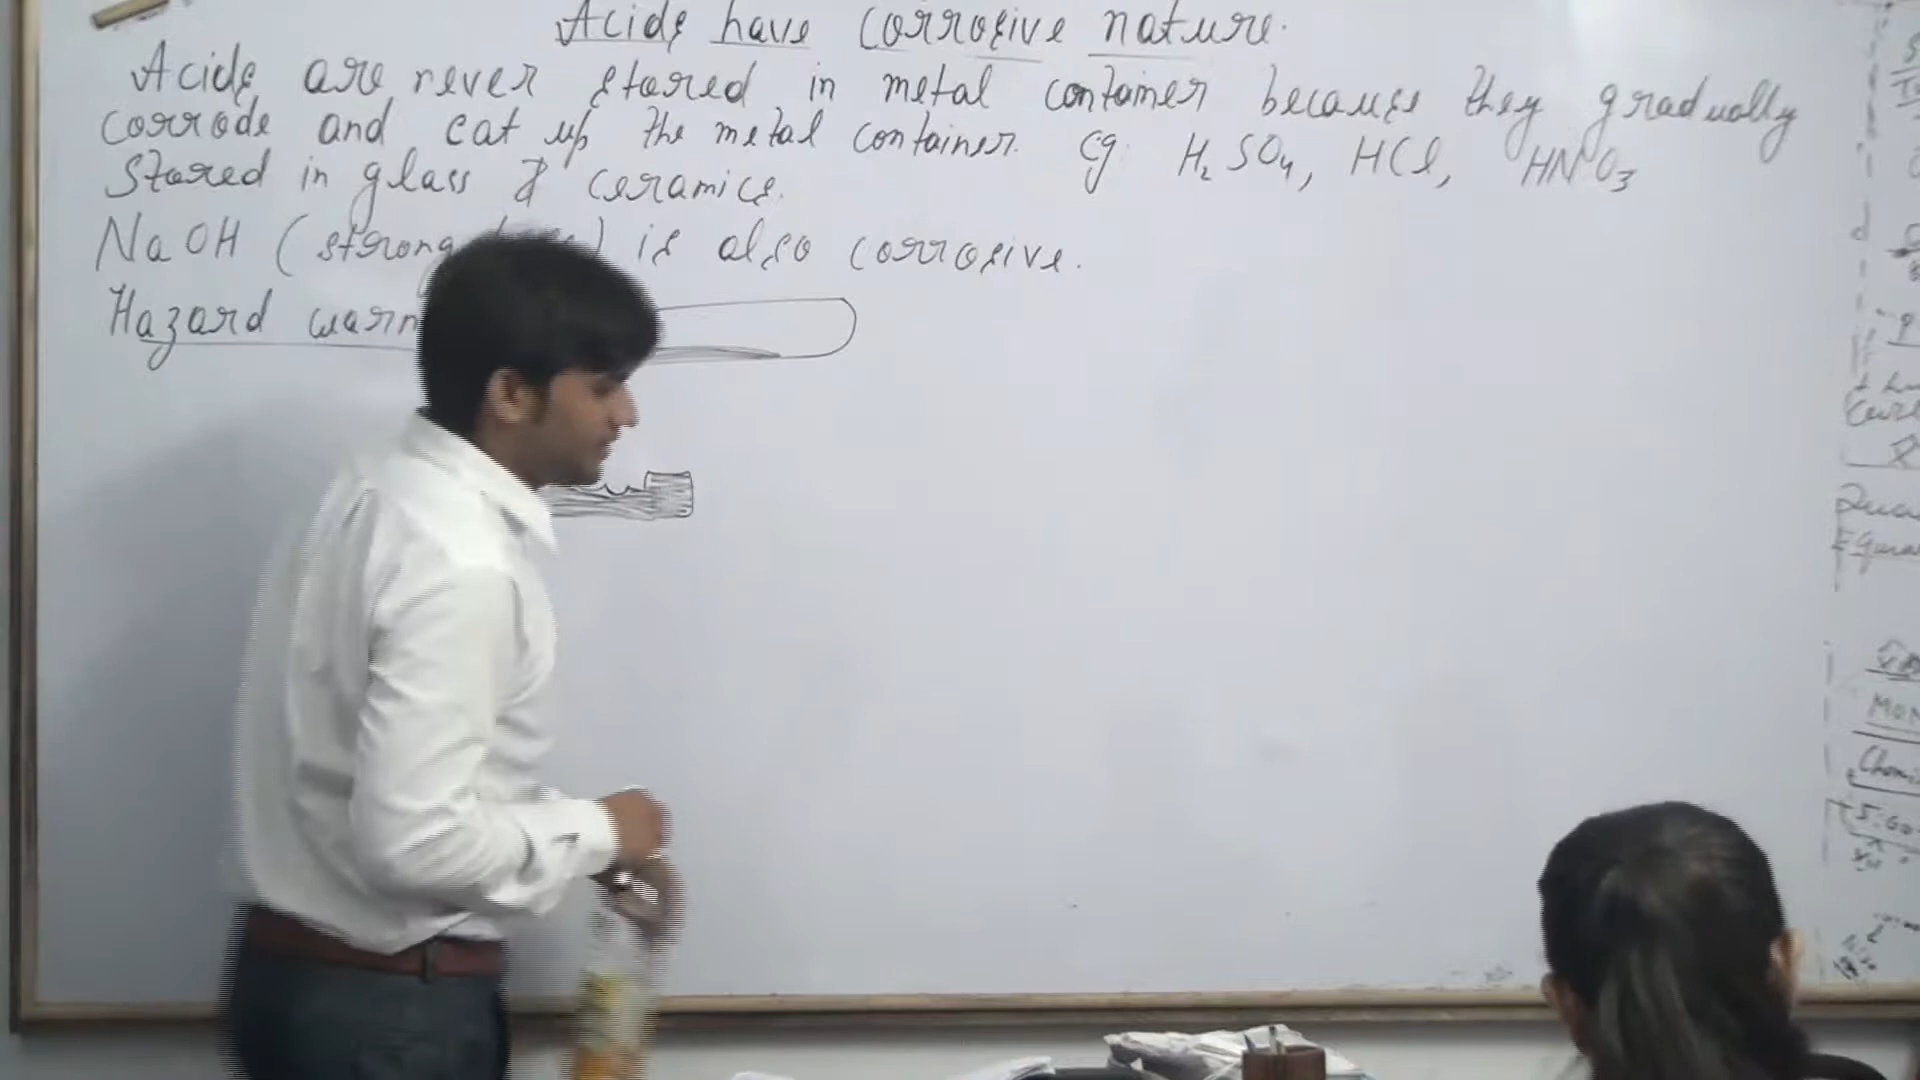 Acids have corrosive nature.
Acids are never stored in metal container because they gradually
corrode and eat up the metal container. eg: H₂SO₄, HCl, HNO₃
Stored in glass & ceramics.
NaOH (strong) is also corrosive.
Hazard warn